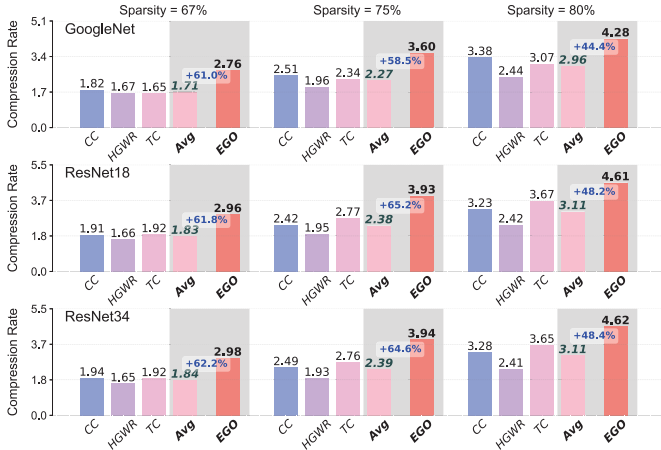 Sparsity = 67% Sparsity = 75% Sparsity = 80%
Compression Rate
5.1
3.4
1.7
0.0
GoogleNet
1.82 1.67 1.65 1.71 +61.0% 2.76
CC HGWR TC Avg EGO
2.51 1.96 2.34 2.27 +58.5% 3.60
CC HGWR TC Avg EGO
3.38 2.44 3.07 2.96 +44.4% 4.28
CC HGWR TC Avg EGO
Compression Rate
5.5
3.7
1.8
0.0
ResNet18
1.91 1.66 1.92 1.83 +61.8% 2.96
CC HGWR TC Avg EGO
2.42 1.95 2.77 2.38 +65.2% 3.93
CC HGWR TC Avg EGO
3.23 2.42 3.67 3.11 +48.2% 4.61
CC HGWR TC Avg EGO
Compression Rate
5.5
3.7
1.8
0.0
ResNet34
1.94 1.65 1.92 1.84 +62.2% 2.98
CC HGWR TC Avg EGO
2.49 1.93 2.76 2.39 +64.6% 3.94
CC HGWR TC Avg EGO
3.28 2.41 3.65 3.11 +48.4% 4.62
CC HGWR TC Avg EGO